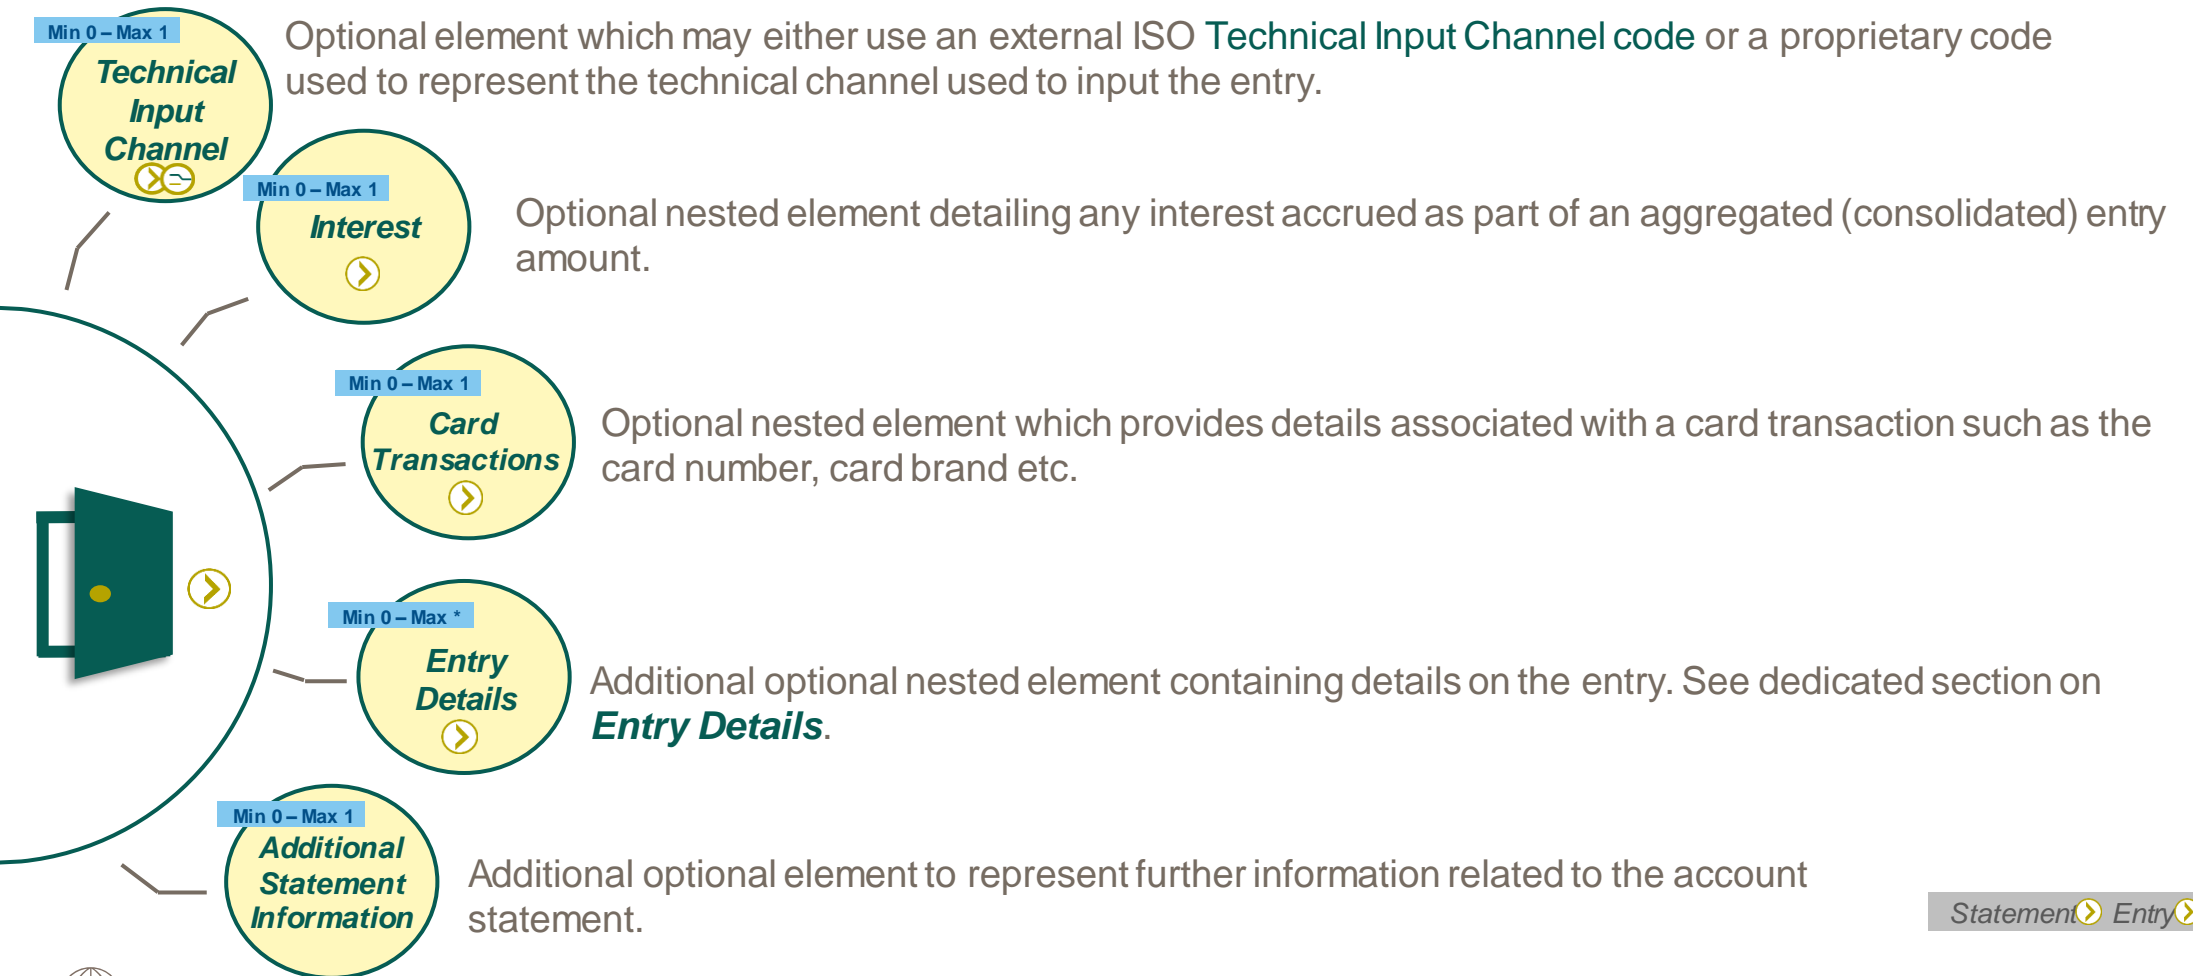 Min 0 – Max 1
Technical
Input
Channel
Optional element which may either use an external ISO Technical Input Channel code or a proprietary code
used to represent the technical channel used to input the entry.
Min 0 – Max 1
Interest
Optional nested element detailing any interest accrued as part of an aggregated (consolidated) entry
amount.
Min 0 – Max 1
Card
Transactions
Optional nested element which provides details associated with a card transaction such as the
card number, card brand etc.
Min 0 – Max *
Entry
Details
Additional optional nested element containing details on the entry. See dedicated section on
Entry Details.
Min 0 – Max 1
Additional
Statement
Information
Additional optional element to represent further information related to the account
statement.
Statement Entry